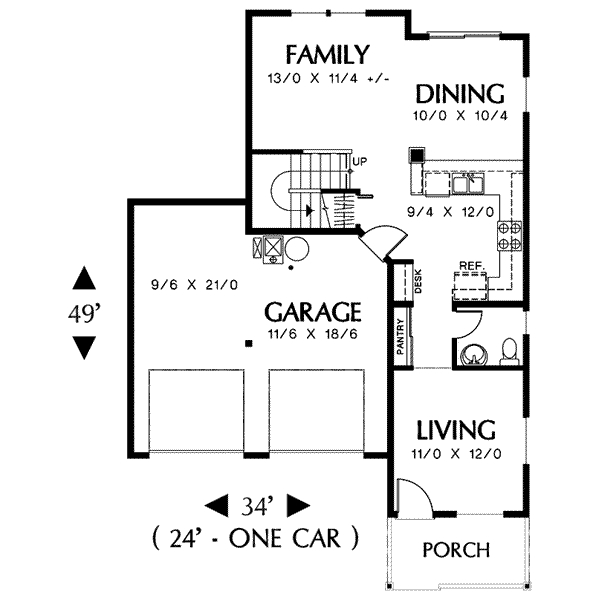 FAMILY
13/0 X 11/4 +/-
DINING
10/0 X 10/4
UP
9/4 X 12/0
REF.
DESK
9/6 X 21/0
GARAGE
11/6 X 18/6
PANTRY
49'
LIVING
11/0 X 12/0
34'
( 24' - ONE CAR )
PORCH